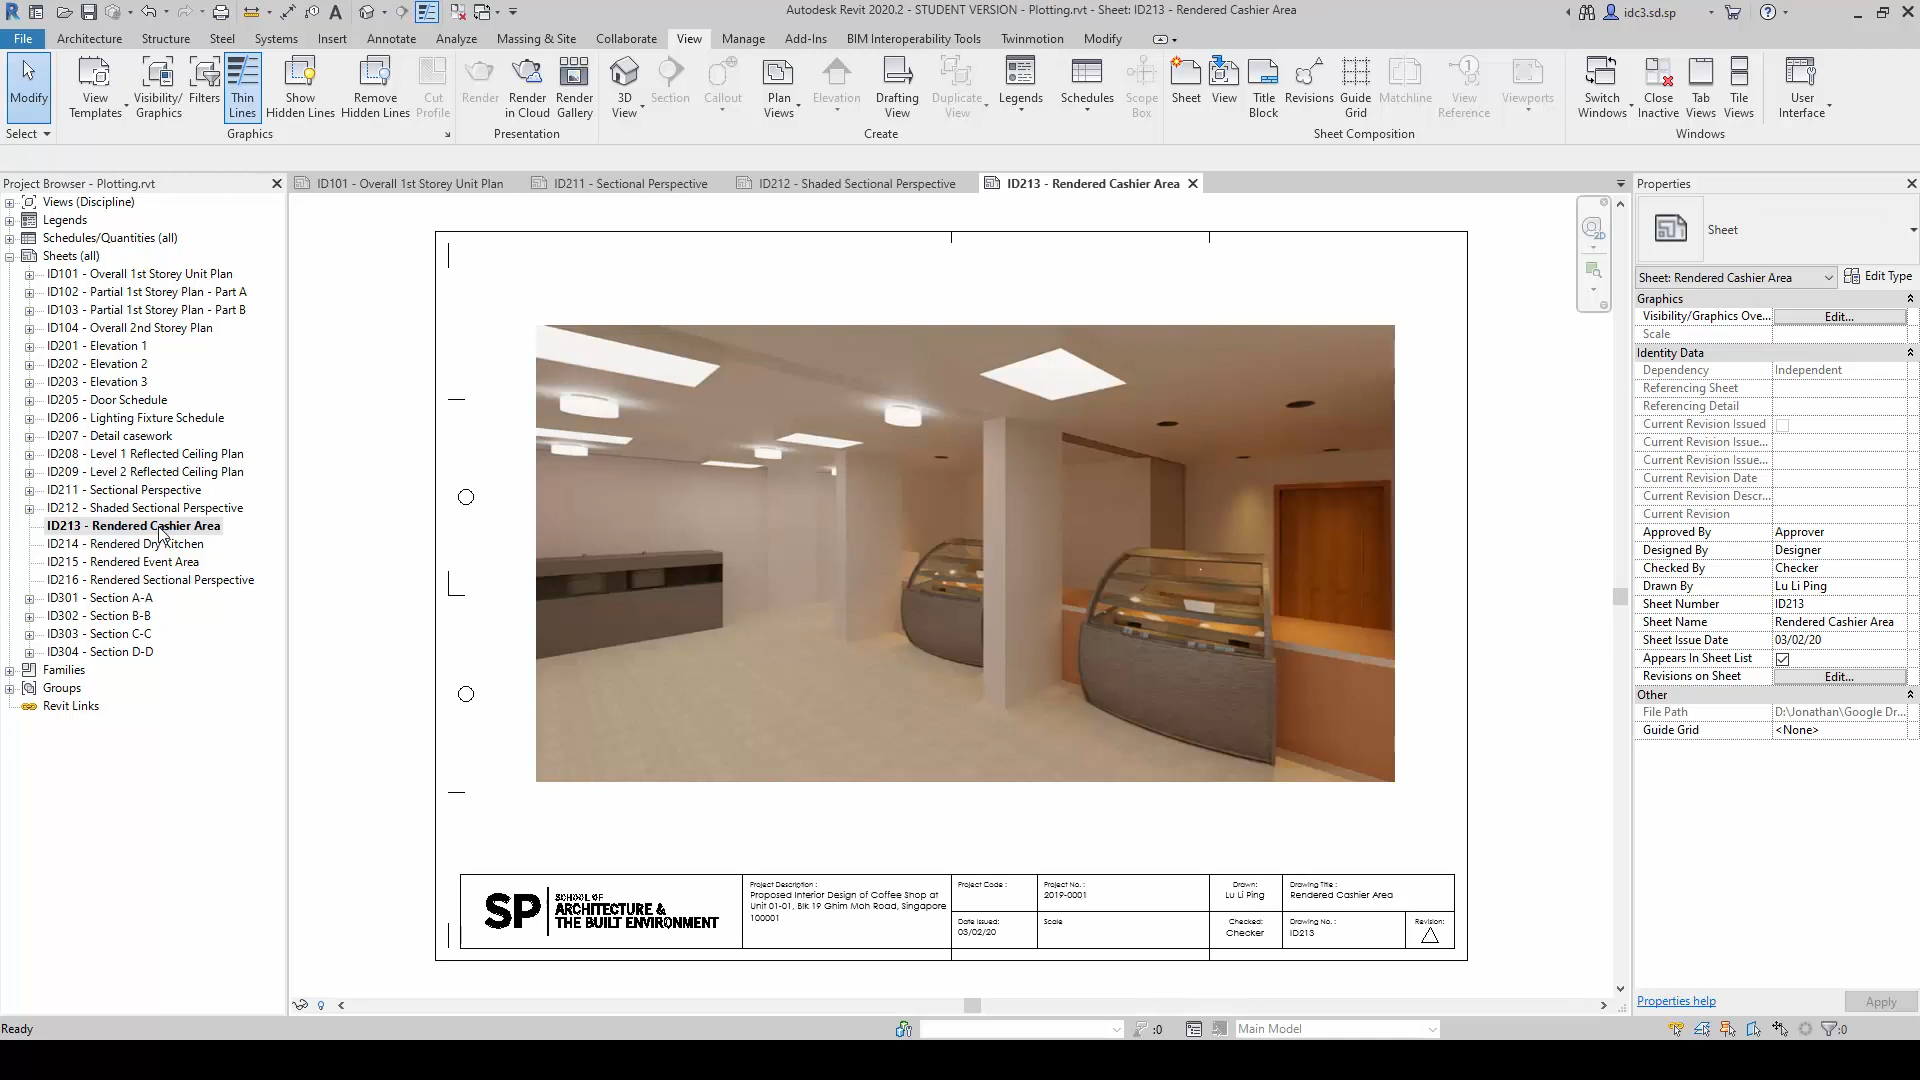 Autodesk Revit 2020.2 - STUDENT VERSION - Plotting.rvt - Sheet: ID213 - Rendered Cashier Area
idc3.sd.sp
File
Architecture
Structure
Steel
Systems
Insert
Annotate
Analyze
Massing & Site
Collaborate
View
Manage
Add-Ins
BIM Interoperability Tools
Twinmotion
Modify
Modify
View
Templates
Visibility/
Graphics
Filters
Thin
Lines
Show
Hidden Lines
Remove
Hidden Lines
Cut
Profile
Render
Render
in Cloud
Render
Gallery
3D
View
Section
Callout
Plan
Views
Elevation
Drafting
View
Duplicate
View
Legends
Schedules
Scope
Box
Sheet
View
Title
Block
Revisions
Guide
Grid
Matchline
View
Reference
Viewports
Switch
Windows
Close
Inactive
Tab
Views
Tile
Views
User
Interface
Select
Graphics
Presentation
Create
Sheet Composition
Windows
Project Browser - Plotting.rvt
Views (Discipline)
Legends
Schedules/Quantities (all)
Sheets (all)
ID101 - Overall 1st Storey Unit Plan
ID102 - Partial 1st Storey Plan - Part A
ID103 - Partial 1st Storey Plan - Part B
ID104 - Overall 2nd Storey Plan
ID201 - Elevation 1
ID202 - Elevation 2
ID203 - Elevation 3
ID205 - Door Schedule
ID206 - Lighting Fixture Schedule
ID207 - Detail casework
ID208 - Level 1 Reflected Ceiling Plan
ID209 - Level 2 Reflected Ceiling Plan
ID211 - Sectional Perspective
ID212 - Shaded Sectional Perspective
ID213 - Rendered Cashier Area
ID214 - Rendered Dry Kitchen
ID215 - Rendered Event Area
ID216 - Rendered Sectional Perspective
ID301 - Section A-A
ID302 - Section B-B
ID303 - Section C-C
ID304 - Section D-D
Families
Groups
Revit Links
ID101 - Overall 1st Storey Unit Plan
ID211 - Sectional Perspective
ID212 - Shaded Sectional Perspective
ID213 - Rendered Cashier Area
2D
SP
SCHOOL OF
ARCHITECTURE &
THE BUILT ENVIRONMENT
Project Description :
Proposed Interior Design of Coffee Shop at
Unit 01-01, Blk 19 Ghim Moh Road, Singapore
100001
Project Code :
Project No. :
2019-0001
Date Issued:
03/02/20
Scale
Drawn:
Lu Li Ping
Checked:
Checker
Drawing Title :
Rendered Cashier Area
Drawing No. :
ID213
Revision:
Properties
Sheet
Sheet: Rendered Cashier Area
Edit Type
Graphics
Visibility/Graphics Ove... Edit...
Scale
Identity Data
Dependency Independent
Referencing Sheet
Referencing Detail
Current Revision Issued
Current Revision Issue...
Current Revision Issue...
Current Revision Date
Current Revision Descr...
Current Revision
Approved By Approver
Designed By Designer
Checked By Checker
Drawn By Lu Li Ping
Sheet Number ID213
Sheet Name Rendered Cashier Area
Sheet Issue Date 03/02/20
Appears In Sheet List
Revisions on Sheet Edit...
Other
File Path D:\Jonathan\Google Dr...
Guide Grid <None>
Properties help
Apply
Ready
:0
Main Model
:0